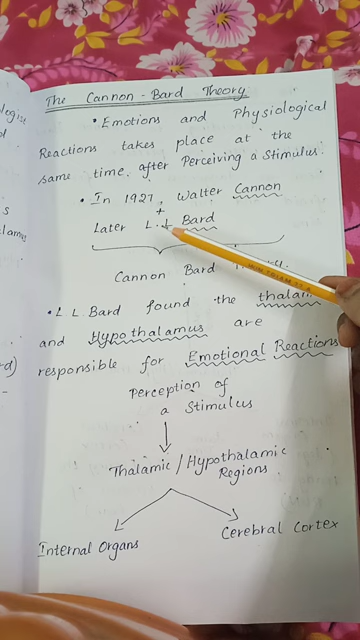 The Cannon - Bard Theory
• Emotions and Physiological
Reactions takes place at the
same time, after Perceiving a Stimulus.
• In 1927, Walter Cannon
+
Later L. L Bard
Cannon Bard
• L L. Bard found the thalam
and Hypothalamus are
responsible for Emotional Reactions
Perception of
a Stimulus
Thalamic / Hypothalamic
Regions
Internal Organs
Cerebral Cortex